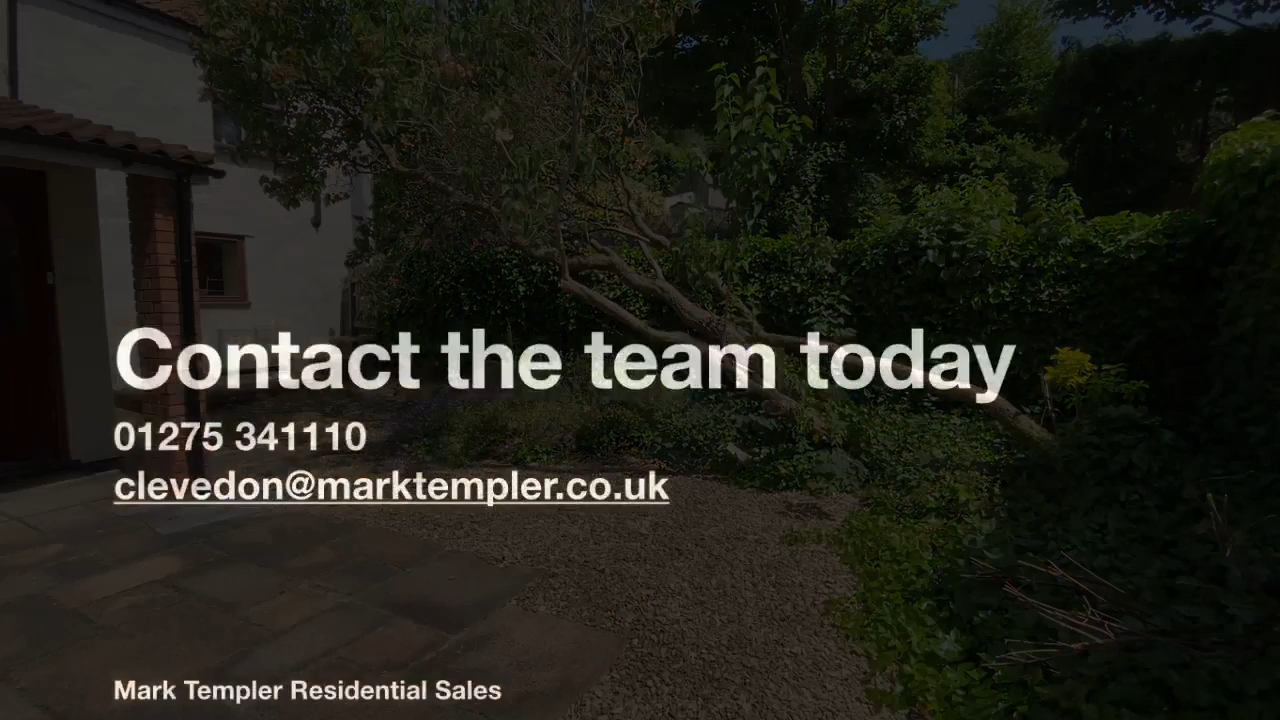 Contact the team today
01275 341110
clevedon@marktempler.co.uk
Mark Templer Residential Sales